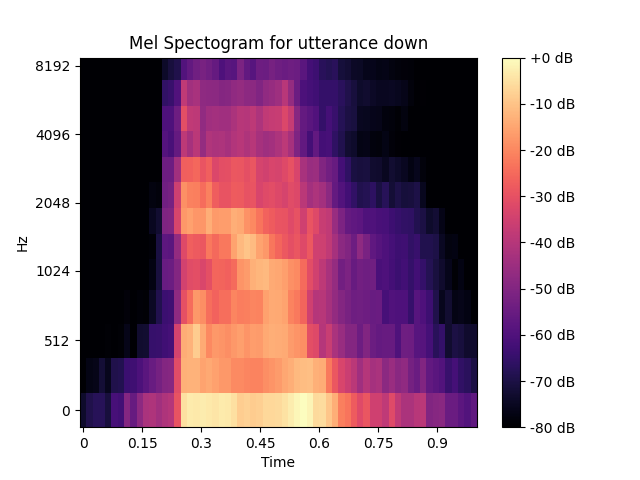 Mel Spectogram for utterance down
8192
4096
2048
1024
512
0
Hz
0
0.15
0.3
0.45
0.6
0.75
0.9
Time
+0 dB
-10 dB
-20 dB
-30 dB
-40 dB
-50 dB
-60 dB
-70 dB
-80 dB